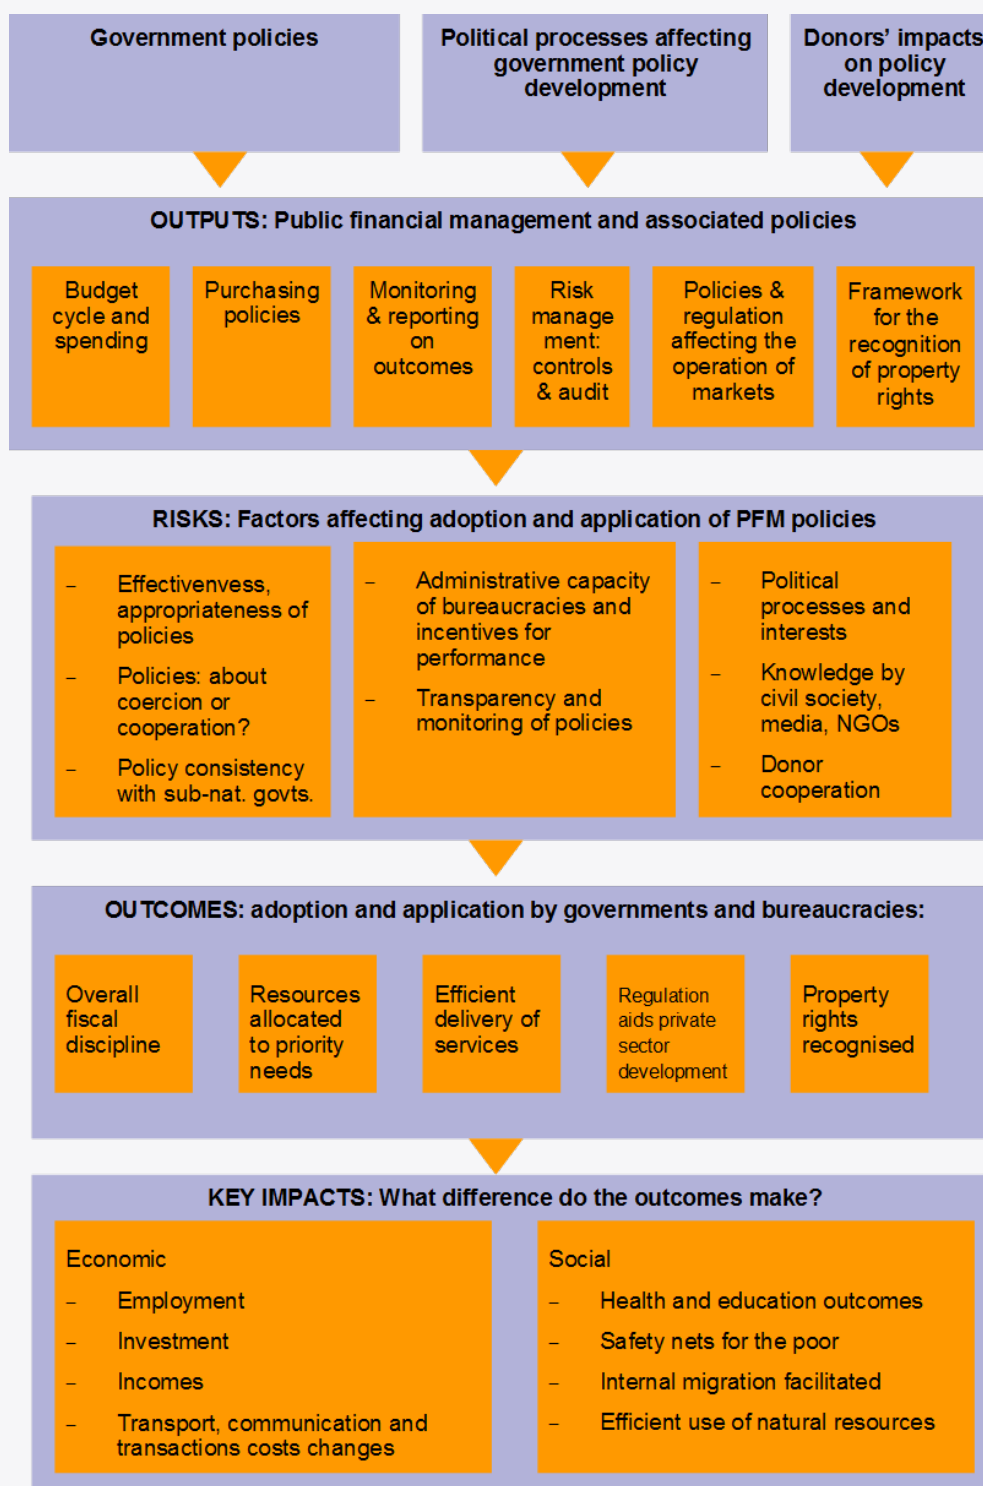 Government policies
Political processes affecting
government policy
development
Donors’ impacts
on policy
development
OUTPUTS: Public financial management and associated policies
Budget
cycle and
spending
Purchasing
policies
Monitoring
& reporting
on
outcomes
Risk
manage
ment:
controls
& audit
Policies &
regulation
affecting the
operation of
markets
Framework
for the
recognition
of property
rights
RISKS: Factors affecting adoption and application of PFM policies
– Effectivenvess,
appropriateness of
policies
– Policies: about
coercion or
cooperation?
– Policy consistency
with sub-nat. govts.
– Administrative capacity
of bureaucracies and
incentives for
performance
– Transparency and
monitoring of policies
– Political
processes and
interests
– Knowledge by
civil society,
media, NGOs
– Donor
cooperation
OUTCOMES: adoption and application by governments and bureaucracies:
Overall
fiscal
discipline
Resources
allocated
to priority
needs
Efficient
delivery of
services
Regulation
aids private
sector
development
Property
rights
recognised
KEY IMPACTS: What difference do the outcomes make?
Economic
– Employment
– Investment
– Incomes
– Transport, communication and
transactions costs changes
Social
– Health and education outcomes
– Safety nets for the poor
– Internal migration facilitated
– Efficient use of natural resources